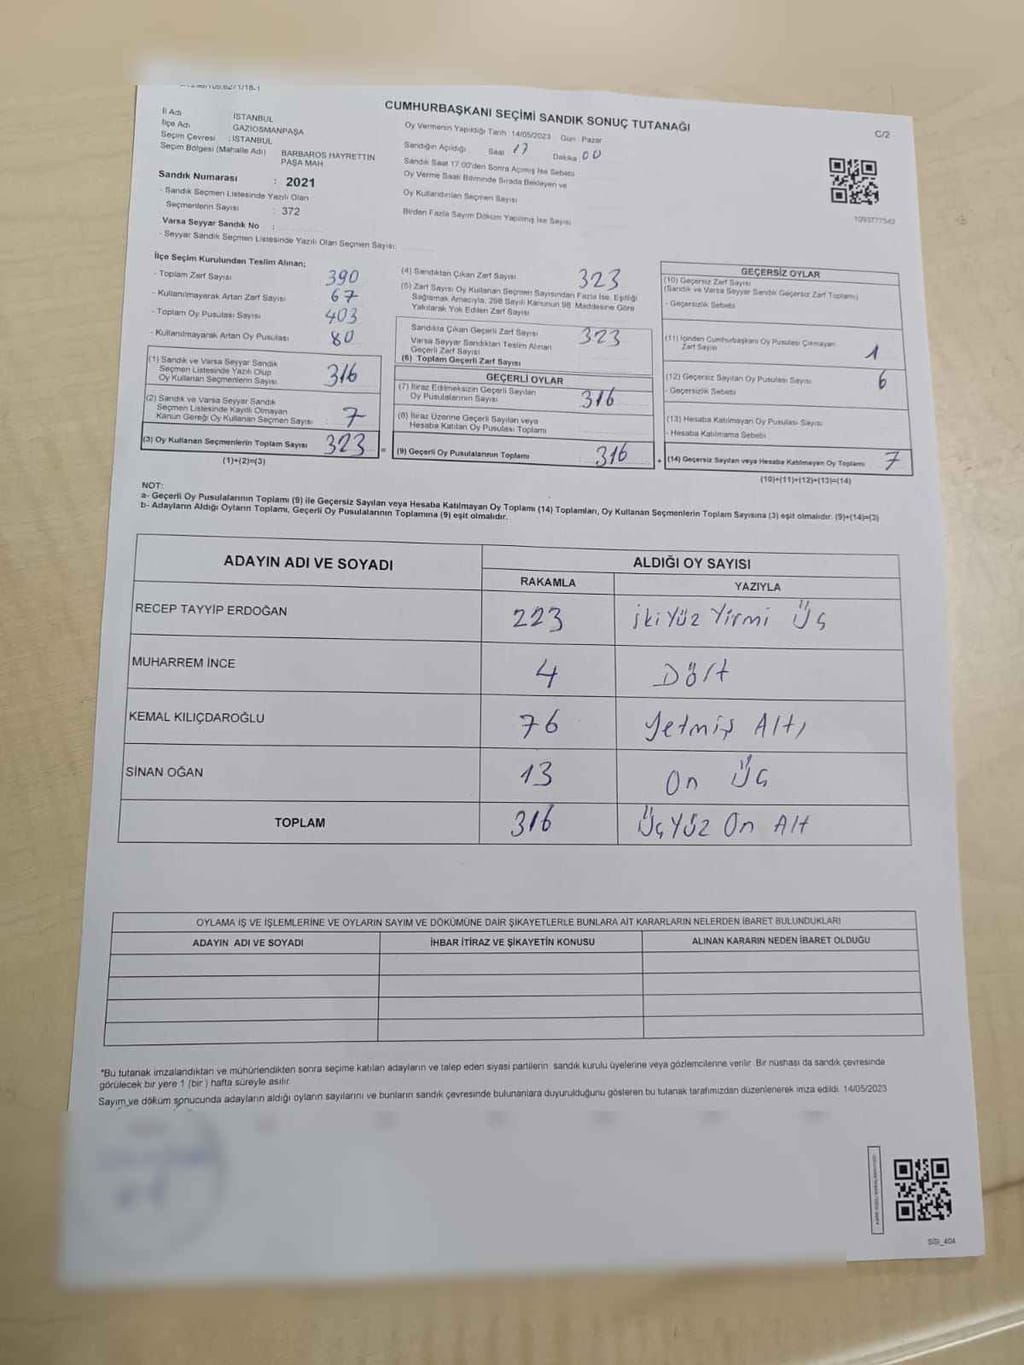 CUMHURBAŞKANI SEÇİMİ SANDIK SONUÇ TUTANAĞI
C/2
İl Adı : İSTANBUL
İlçe Adı : GAZİOSMANPAŞA
Seçim Çevresi : İSTANBUL
Seçim Bölgesi (Mahalle Adı) BARBAROS HAYRETTİN
PAŞA MAH.
Sandık Numarası : 2021
- Sandık Seçmen Listesinde Yazılı Olan
Seçmenlerin Sayısı : 372
Varsa Seyyar Sandık No :
- Seyyar Sandık Seçmen Listesinde Yazılı Olan Seçmen Sayısı:
Oy Vermenin Yapıldığı Tarih : 14/05/2023 Gün : Pazar
Sandığın Açıldığı : Saat 17 Dakika 00
Sandık Saat 17:00'den Sonra Açılmış İse Sebebi
Oy Verme Saati Bitiminde Sırada Bekleyen ve
Oy Kullandırılan Seçmen Sayısı
Birden Fazla Sayım Döküm Yapılmış İse Sayısı
1093777543
İlçe Seçim Kurulundan Teslim Alınan;
- Toplam Zarf Sayısı 390
- Kullanılmayarak Artan Zarf Sayısı 67
- Toplam Oy Pusulası Sayısı 403
- Kullanılmayarak Artan Oy Pusulası 80
(1) Sandık ve Varsa Seyyar Sandık
Seçmen Listesinde Yazılı Olup
Oy Kullanan Seçmenlerin Sayısı 316
(2) Sandık ve Varsa Seyyar Sandık
Seçmen Listesinde Kayıtlı Olmayan
Kanun Gereği Oy Kullanan Seçmen Sayısı : 7
(3) Oy Kullanan Seçmenlerin Toplam Sayısı 323
(1)+(2)=(3)
(4) Sandıktan Çıkan Zarf Sayısı 323
(5) Zarf Sayısı Oy Kullanan Seçmen Sayısından Fazla İse, Eşitliği
Sağlamak Amacıyla, 298 Sayılı Kanunun 98. Maddesine Göre
Yakılarak Yok Edilen Zarf Sayısı
Sandıkta Çıkan Geçerli Zarf Sayısı 323
Varsa Seyyar Sandıktan Teslim Alınan
Geçerli Zarf Sayısı
(6) Toplam Geçerli Zarf Sayısı
GEÇERLİ OYLAR
(7) İtiraz Edilmeksizin Geçerli Sayılan
Oy Pusulalarının Sayısı 316
(8) İtiraz Üzerine Geçerli Sayılan veya
Hesaba Katılan Oy Pusulası Toplamı
= (9) Geçerli Oy Pusulalarının Toplamı 316
GEÇERSİZ OYLAR
(10) Geçersiz Zarf Sayısı
(Sandık ve Varsa Seyyar Sandık Geçersiz Zarf Toplamı)
- Geçersizlik Sebebi
(11) İçinden Cumhurbaşkanı Oy Pusulası Çıkmayan
Zarf Sayısı 1
(12) Geçersiz Sayılan Oy Pusulası Sayısı 6
- Geçersizlik Sebebi
(13) Hesaba Katılmayan Oy Pusulası Sayısı
- Hesaba Katılmama Sebebi
+ (14) Geçersiz Sayılan veya Hesaba Katılmayan Oy Toplamı 7
(10)+(11)+(12)+(13)=(14)
NOT:
a- Geçerli Oy Pusulalarının Toplamı (9) ile Geçersiz Sayılan veya Hesaba Katılmayan Oy Toplamı (14) Toplamları, Oy Kullanan Seçmenlerin Toplam Sayısına (3) eşit olmalıdır. (9)+(14)=(3)
b- Adayların Aldığı Oyların Toplamı, Geçerli Oy Pusulalarının Toplamına (9) eşit olmalıdır.
ADAYIN ADI VE SOYADI ALDIĞI OY SAYISI
RAKAMLA YAZIYLA
RECEP TAYYİP ERDOĞAN 223 İki Yüz Yirmi Üç
MUHARREM İNCE 4 Dört
KEMAL KILIÇDAROĞLU 76 Yetmiş Altı
SİNAN OĞAN 13 On Üç
TOPLAM 316 Üç Yüz On Alt
OYLAMA İŞ VE İŞLEMLERİNE VE OYLARIN SAYIM VE DÖKÜMÜNE DAİR ŞİKAYETLERLE BUNLARA AİT KARARLARIN NELERDEN İBARET BULUNDUKLARI
ADAYIN ADI VE SOYADI İHBAR İTİRAZ VE ŞİKAYETİN KONUSU ALINAN KARARIN NEDEN İBARET OLDUĞU
*Bu tutanak imzalandıktan ve mühürlendikten sonra seçime katılan adayların ve talep eden siyasi partilerin sandık kurulu üyelerine veya gözlemcilerine verilir. Bir nüshası da sandık çevresinde
görülecek bir yere 1 (bir) hafta süreyle asılır.
Sayım ve döküm sonucunda adayların aldığı oyların sayılarını ve bunların sandık çevresinde bulunanlara duyurulduğunu gösteren bu tutanak tarafımızdan düzenlenerek imza edildi. 14/05/2023